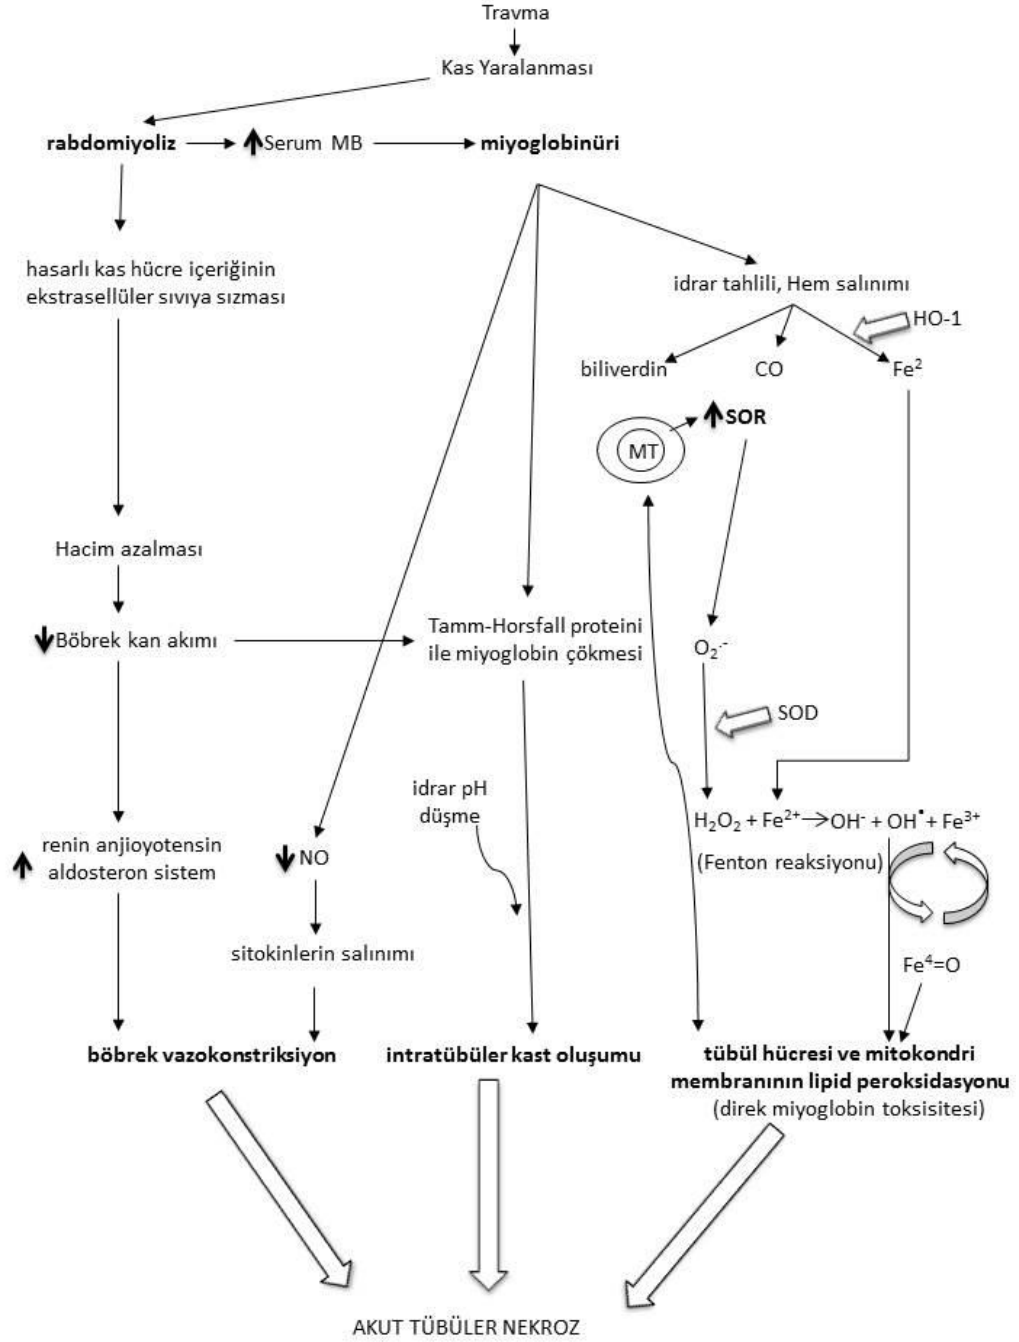 Travma
Kas Yaralanması
rabdomiyoliz
Serum MB
miyoglobinüri
hasarlı kas hücre içeriğinin
ekstrasellüler sıvıya sızması
idrar tahlili, Hem salınımı
HO-1
biliverdin
CO
Fe²
SOR
MT
Hacim azalması
Böbrek kan akımı
Tamm-Horsfall proteini
ile miyoglobin çökmesi
O₂·⁻
SOD
idrar pH
düşme
H₂O₂ + Fe²⁺→OH⁻ + OH• + Fe³⁺
(Fenton reaksiyonu)
renin anjioyotensin
aldosteron sistem
NO
sitokinlerin salınımı
Fe⁴=O
böbrek vazokonstriksiyon
intratübüler kast oluşumu
tübül hücresi ve mitokondri
membranının lipid peroksidasyonu
(direk miyoglobin toksisitesi)
AKUT TÜBÜLER NEKROZ